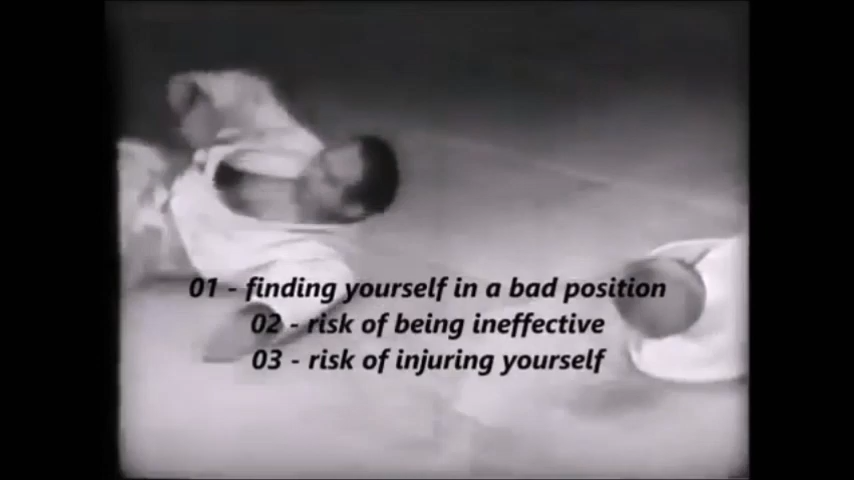 01 - finding yourself in a bad position
02 - risk of being ineffective
03 - risk of injuring yourself